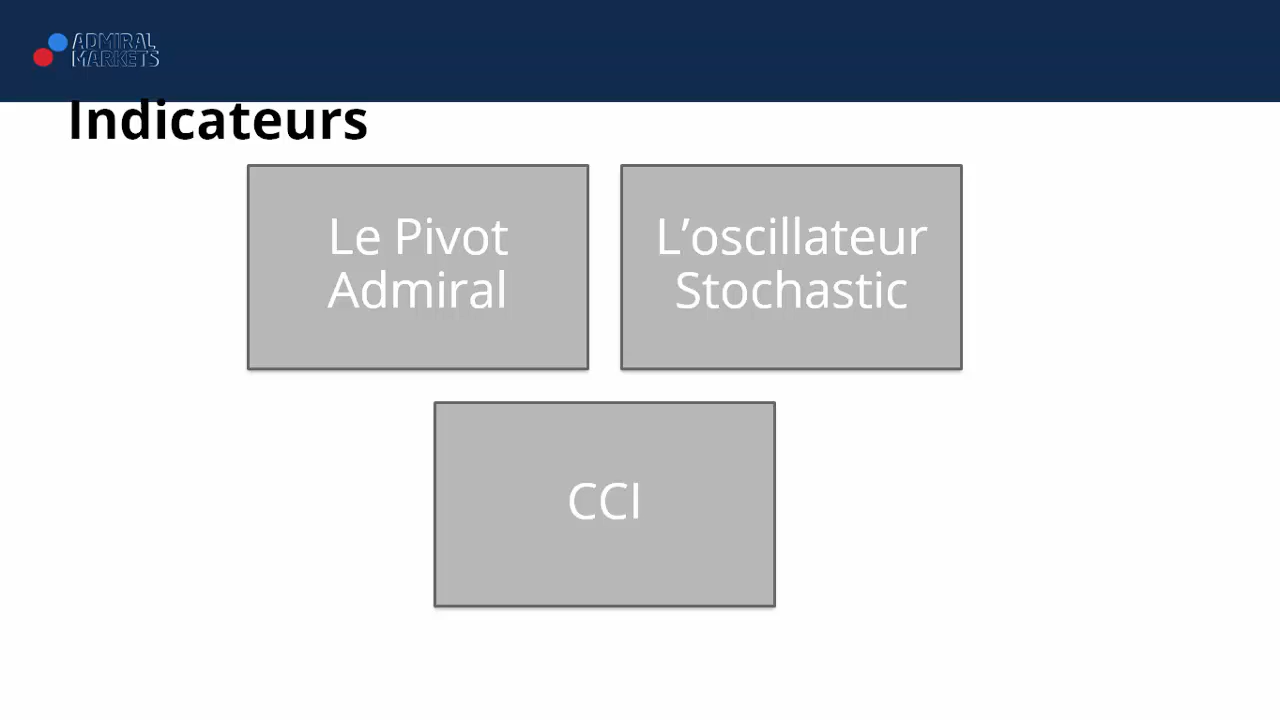 ADMIRAL
MARKETS
Indicateurs
Le Pivot
Admiral
L’oscillateur
Stochastic
CCI